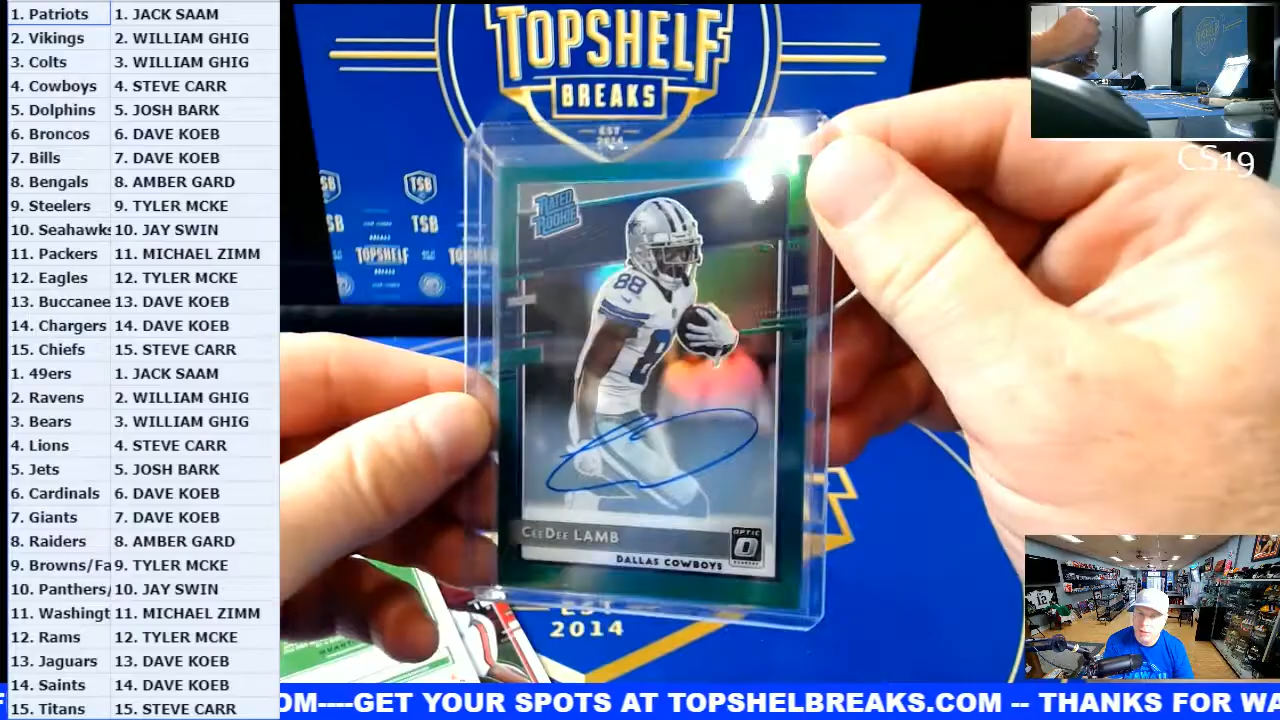 1. Patriots 1. JACK SAAM
2. Vikings 2. WILLIAM GHIG
3. Colts 3. WILLIAM GHIG
4. Cowboys 4. STEVE CARR
5. Dolphins 5. JOSH BARK
6. Broncos 6. DAVE KOEB
7. Bills 7. DAVE KOEB
8. Bengals 8. AMBER GARD
9. Steelers 9. TYLER MCKE
10. Seahawks 10. JAY SWIN
11. Packers 11. MICHAEL ZIMM
12. Eagles 12. TYLER MCKE
13. Buccanee 13. DAVE KOEB
14. Chargers 14. DAVE KOEB
15. Chiefs 15. STEVE CARR
1. 49ers 1. JACK SAAM
2. Ravens 2. WILLIAM GHIG
3. Bears 3. WILLIAM GHIG
4. Lions 4. STEVE CARR
5. Jets 5. JOSH BARK
6. Cardinals 6. DAVE KOEB
7. Giants 7. DAVE KOEB
8. Raiders 8. AMBER GARD
9. Browns/Fa 9. TYLER MCKE
10. Panthers/ 10. JAY SWIN
11. Washingt 11. MICHAEL ZIMM
12. Rams 12. TYLER MCKE
13. Jaguars 13. DAVE KOEB
14. Saints 14. DAVE KOEB
15. Titans 15. STEVE CARR
TOPSHELF
BREAKS
EST
2014
TSB
TSB
TSB
TOPSHELF
BREAKS
CS19
RATED
ROOKIE
88
8
CEEDEE LAMB
OPTIC
DALLAS COWBOYS
EST
2014
OM----GET YOUR SPOTS AT TOPSHELBREAKS.COM -- THANKS FOR WA